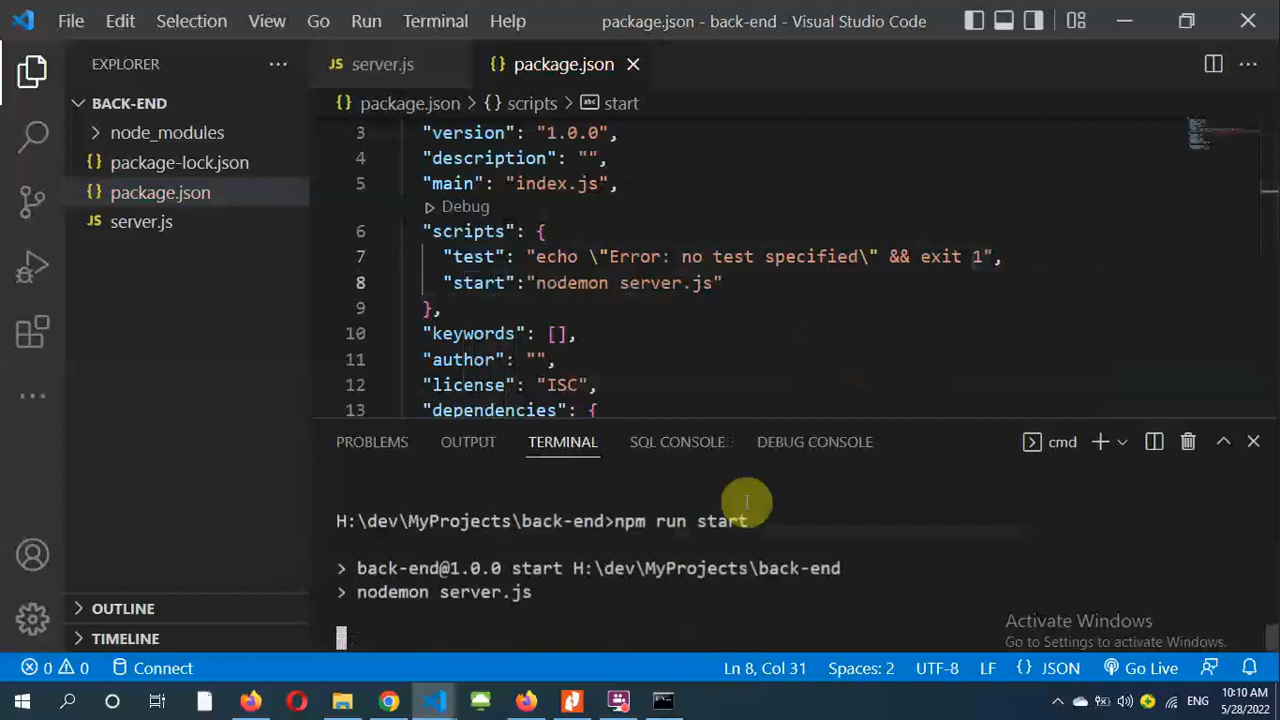 File Edit Selection View Go Run Terminal Help package.json - back-end - Visual Studio Code
EXPLORER
BACK-END
node_modules
package-lock.json
package.json
server.js
OUTLINE
TIMELINE
JS server.js {} package.json
{} package.json > {} scripts > abc start
3 "version": "1.0.0",
4 "description": "",
5 "main": "index.js",
Debug
6 "scripts": {
7 "test": "echo \"Error: no test specified\" && exit 1",
8 "start":"nodemon server.js"
9 },
10 "keywords": [],
11 "author": "",
12 "license": "ISC",
13 "dependencies": {
PROBLEMS OUTPUT TERMINAL SQL CONSOLE DEBUG CONSOLE cmd
H:\dev\MyProjects\back-end>npm run start
> back-end@1.0.0 start H:\dev\MyProjects\back-end
> nodemon server.js
Activate Windows
Go to Settings to activate Windows.
0 0 Connect Ln 8, Col 31 Spaces: 2 UTF-8 LF {} JSON Go Live
ENG
10:10 AM
5/28/2022